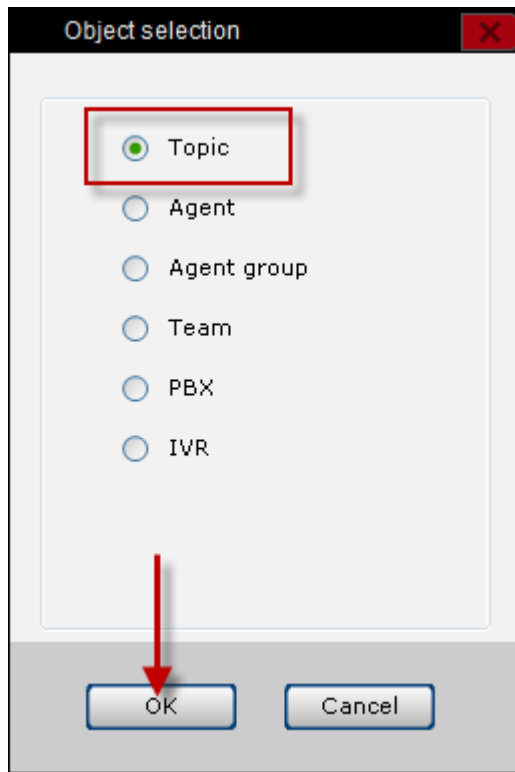 Object selection
Topic
Agent
Agent group
Team
PBX
IVR
OK
Cancel